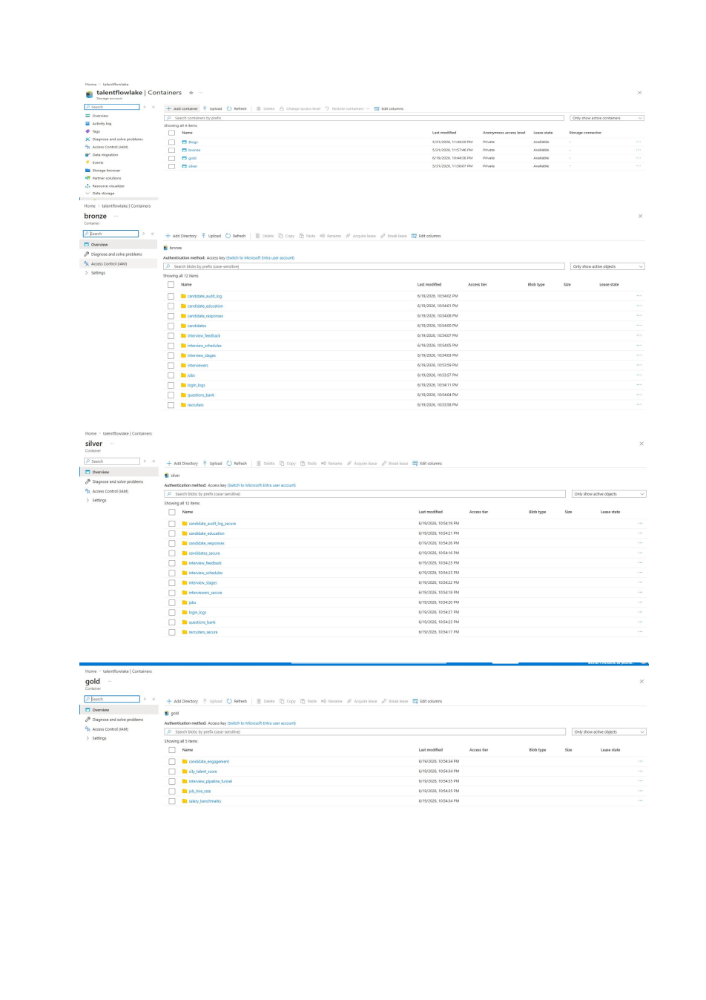 Home > talentflowlake
talentflowlake | Containers
Storage account
Search
Overview
Activity log
Tags
Diagnose and solve problems
Access Control (IAM)
Data migration
Events
Storage browser
Partner solutions
Resource visualizer
Data storage
Add container Upload Refresh Delete Change access level Restore containers Edit columns
Search containers by prefix Only show active containers
Showing all 4 items
Name Last modified Anonymous access level Lease state Storage connector
$logs 5/31/2026, 11:44:20 PM Private Available -
bronze 5/31/2026, 11:57:46 PM Private Available -
gold 6/19/2026, 10:44:36 PM Private Available -
silver 5/31/2026, 11:58:07 PM Private Available -
Home > talentflowlake | Containers
bronze
Container
Search
Overview
Diagnose and solve problems
Access Control (IAM)
Settings
Add Directory Upload Refresh Delete Copy Paste Rename Acquire lease Break lease Edit columns
bronze
Authentication method: Access key (Switch to Microsoft Entra user account)
Search blobs by prefix (case-sensitive) Only show active objects
Showing all 12 items
Name Last modified Access tier Blob type Size Lease state
candidate_audit_log 6/19/2026, 10:54:02 PM
candidate_education 6/19/2026, 10:54:01 PM
candidate_responses 6/19/2026, 10:54:08 PM
candidates 6/19/2026, 10:54:00 PM
interview_feedback 6/19/2026, 10:54:07 PM
interview_schedules 6/19/2026, 10:54:05 PM
interview_stages 6/19/2026, 10:54:03 PM
interviewers 6/19/2026, 10:53:59 PM
jobs 6/19/2026, 10:53:57 PM
login_logs 6/19/2026, 10:54:11 PM
questions_bank 6/19/2026, 10:54:04 PM
recruiters 6/19/2026, 10:53:58 PM
Home > talentflowlake | Containers
silver
Container
Search
Overview
Diagnose and solve problems
Access Control (IAM)
Settings
Add Directory Upload Refresh Delete Copy Paste Rename Acquire lease Break lease Edit columns
silver
Authentication method: Access key (Switch to Microsoft Entra user account)
Search blobs by prefix (case-sensitive) Only show active objects
Showing all 12 items
Name Last modified Access tier Blob type Size Lease state
candidate_audit_log_secure 6/19/2026, 10:54:19 PM
candidate_education 6/19/2026, 10:54:21 PM
candidate_responses 6/19/2026, 10:54:26 PM
candidates_secure 6/19/2026, 10:54:16 PM
interview_feedback 6/19/2026, 10:54:25 PM
interview_schedules 6/19/2026, 10:54:23 PM
interview_stages 6/19/2026, 10:54:22 PM
interviewers_secure 6/19/2026, 10:54:18 PM
jobs 6/19/2026, 10:54:20 PM
login_logs 6/19/2026, 10:54:27 PM
questions_bank 6/19/2026, 10:54:23 PM
recruiters_secure 6/19/2026, 10:54:17 PM
Home > talentflowlake | Containers
gold
Container
Search
Overview
Diagnose and solve problems
Access Control (IAM)
Settings
Add Directory Upload Refresh Delete Copy Paste Rename Acquire lease Break lease Edit columns
gold
Authentication method: Access key (Switch to Microsoft Entra user account)
Search blobs by prefix (case-sensitive) Only show active objects
Showing all 5 items
Name Last modified Access tier Blob type Size Lease state
candidate_engagement 6/19/2026, 10:54:34 PM
city_talent_score 6/19/2026, 10:54:34 PM
interview_pipeline_funnel 6/19/2026, 10:54:35 PM
job_hire_rate 6/19/2026, 10:54:35 PM
salary_benchmarks 6/19/2026, 10:54:34 PM